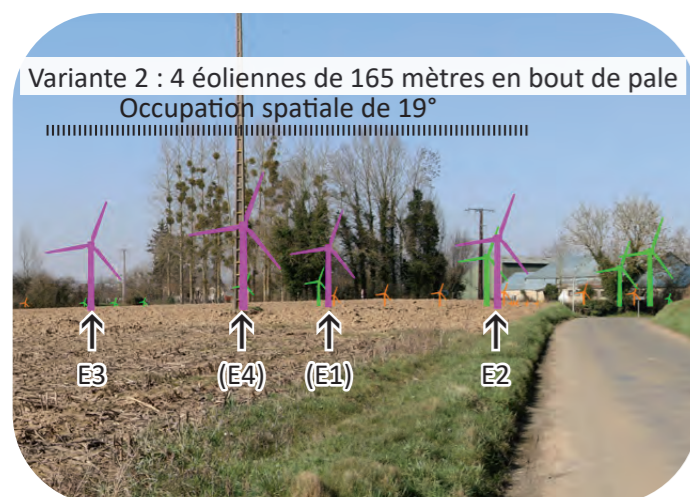 Variante 2 : 4 éoliennes de 165 mètres en bout de pale
Occupation spatiale de 19°
E3
(E4)
(E1)
E2